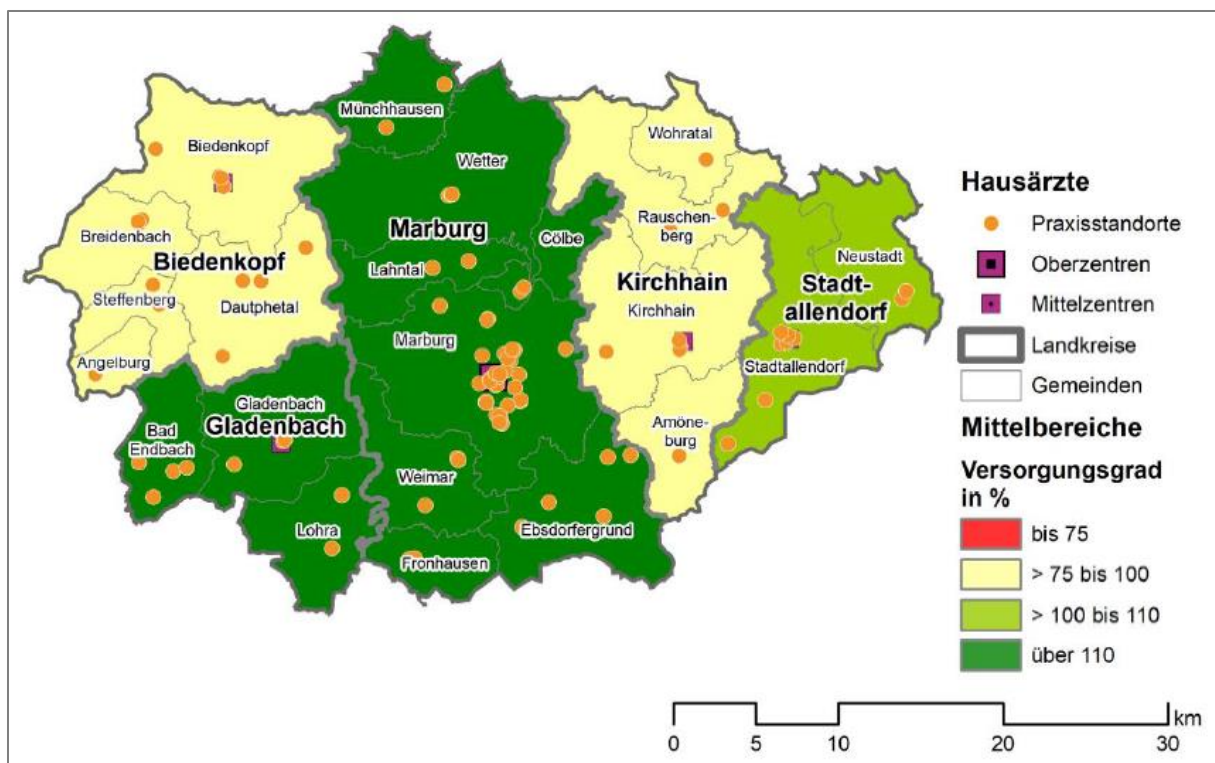 Münchhausen
Biedenkopf
Wohratal
Wetter
Rauschen-
berg
Breidenbach
Marburg
Cölbe
Biedenkopf
Lahntal
Neustadt
Kirchhain
Stadt-
allendorf
Steffenberg
Dautphetal
Kirchhain
Marburg
Angelburg
Stadtallendorf
Gladenbach
Gladenbach
Bad
Endbach
Amöne-
burg
Weimar
Lohra
Ebsdorfergrund
Fronhausen
Hausärzte
Praxisstandorte
Oberzentren
Mittelzentren
Landkreise
Gemeinden
Mittelbereiche
Versorgungsgrad
in %
bis 75
> 75 bis 100
> 100 bis 110
über 110
km
0 5 10 20 30